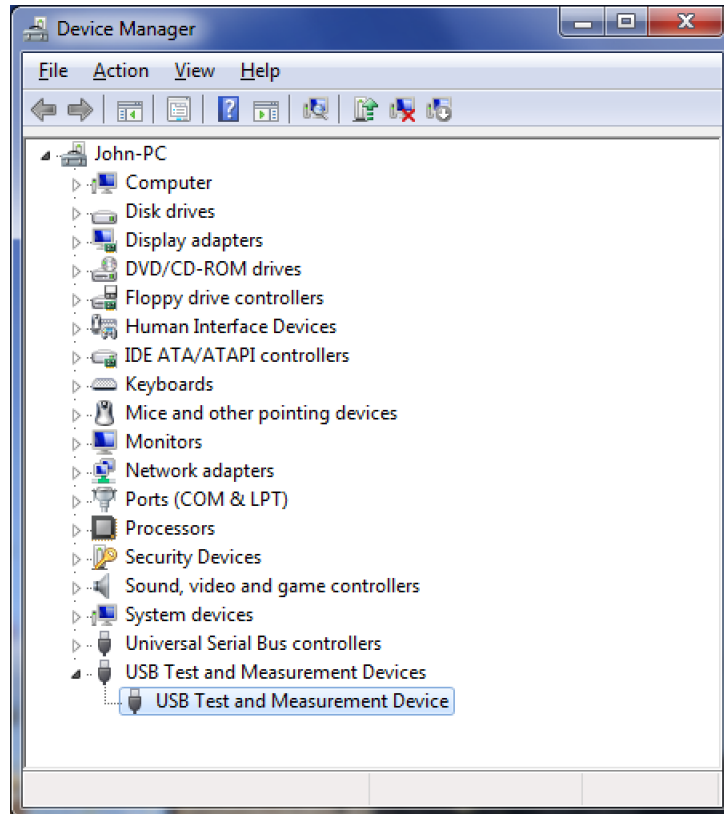 Device Manager
File Action View Help
John-PC
Computer
Disk drives
Display adapters
DVD/CD-ROM drives
Floppy drive controllers
Human Interface Devices
IDE ATA/ATAPI controllers
Keyboards
Mice and other pointing devices
Monitors
Network adapters
Ports (COM & LPT)
Processors
Security Devices
Sound, video and game controllers
System devices
Universal Serial Bus controllers
USB Test and Measurement Devices
USB Test and Measurement Device